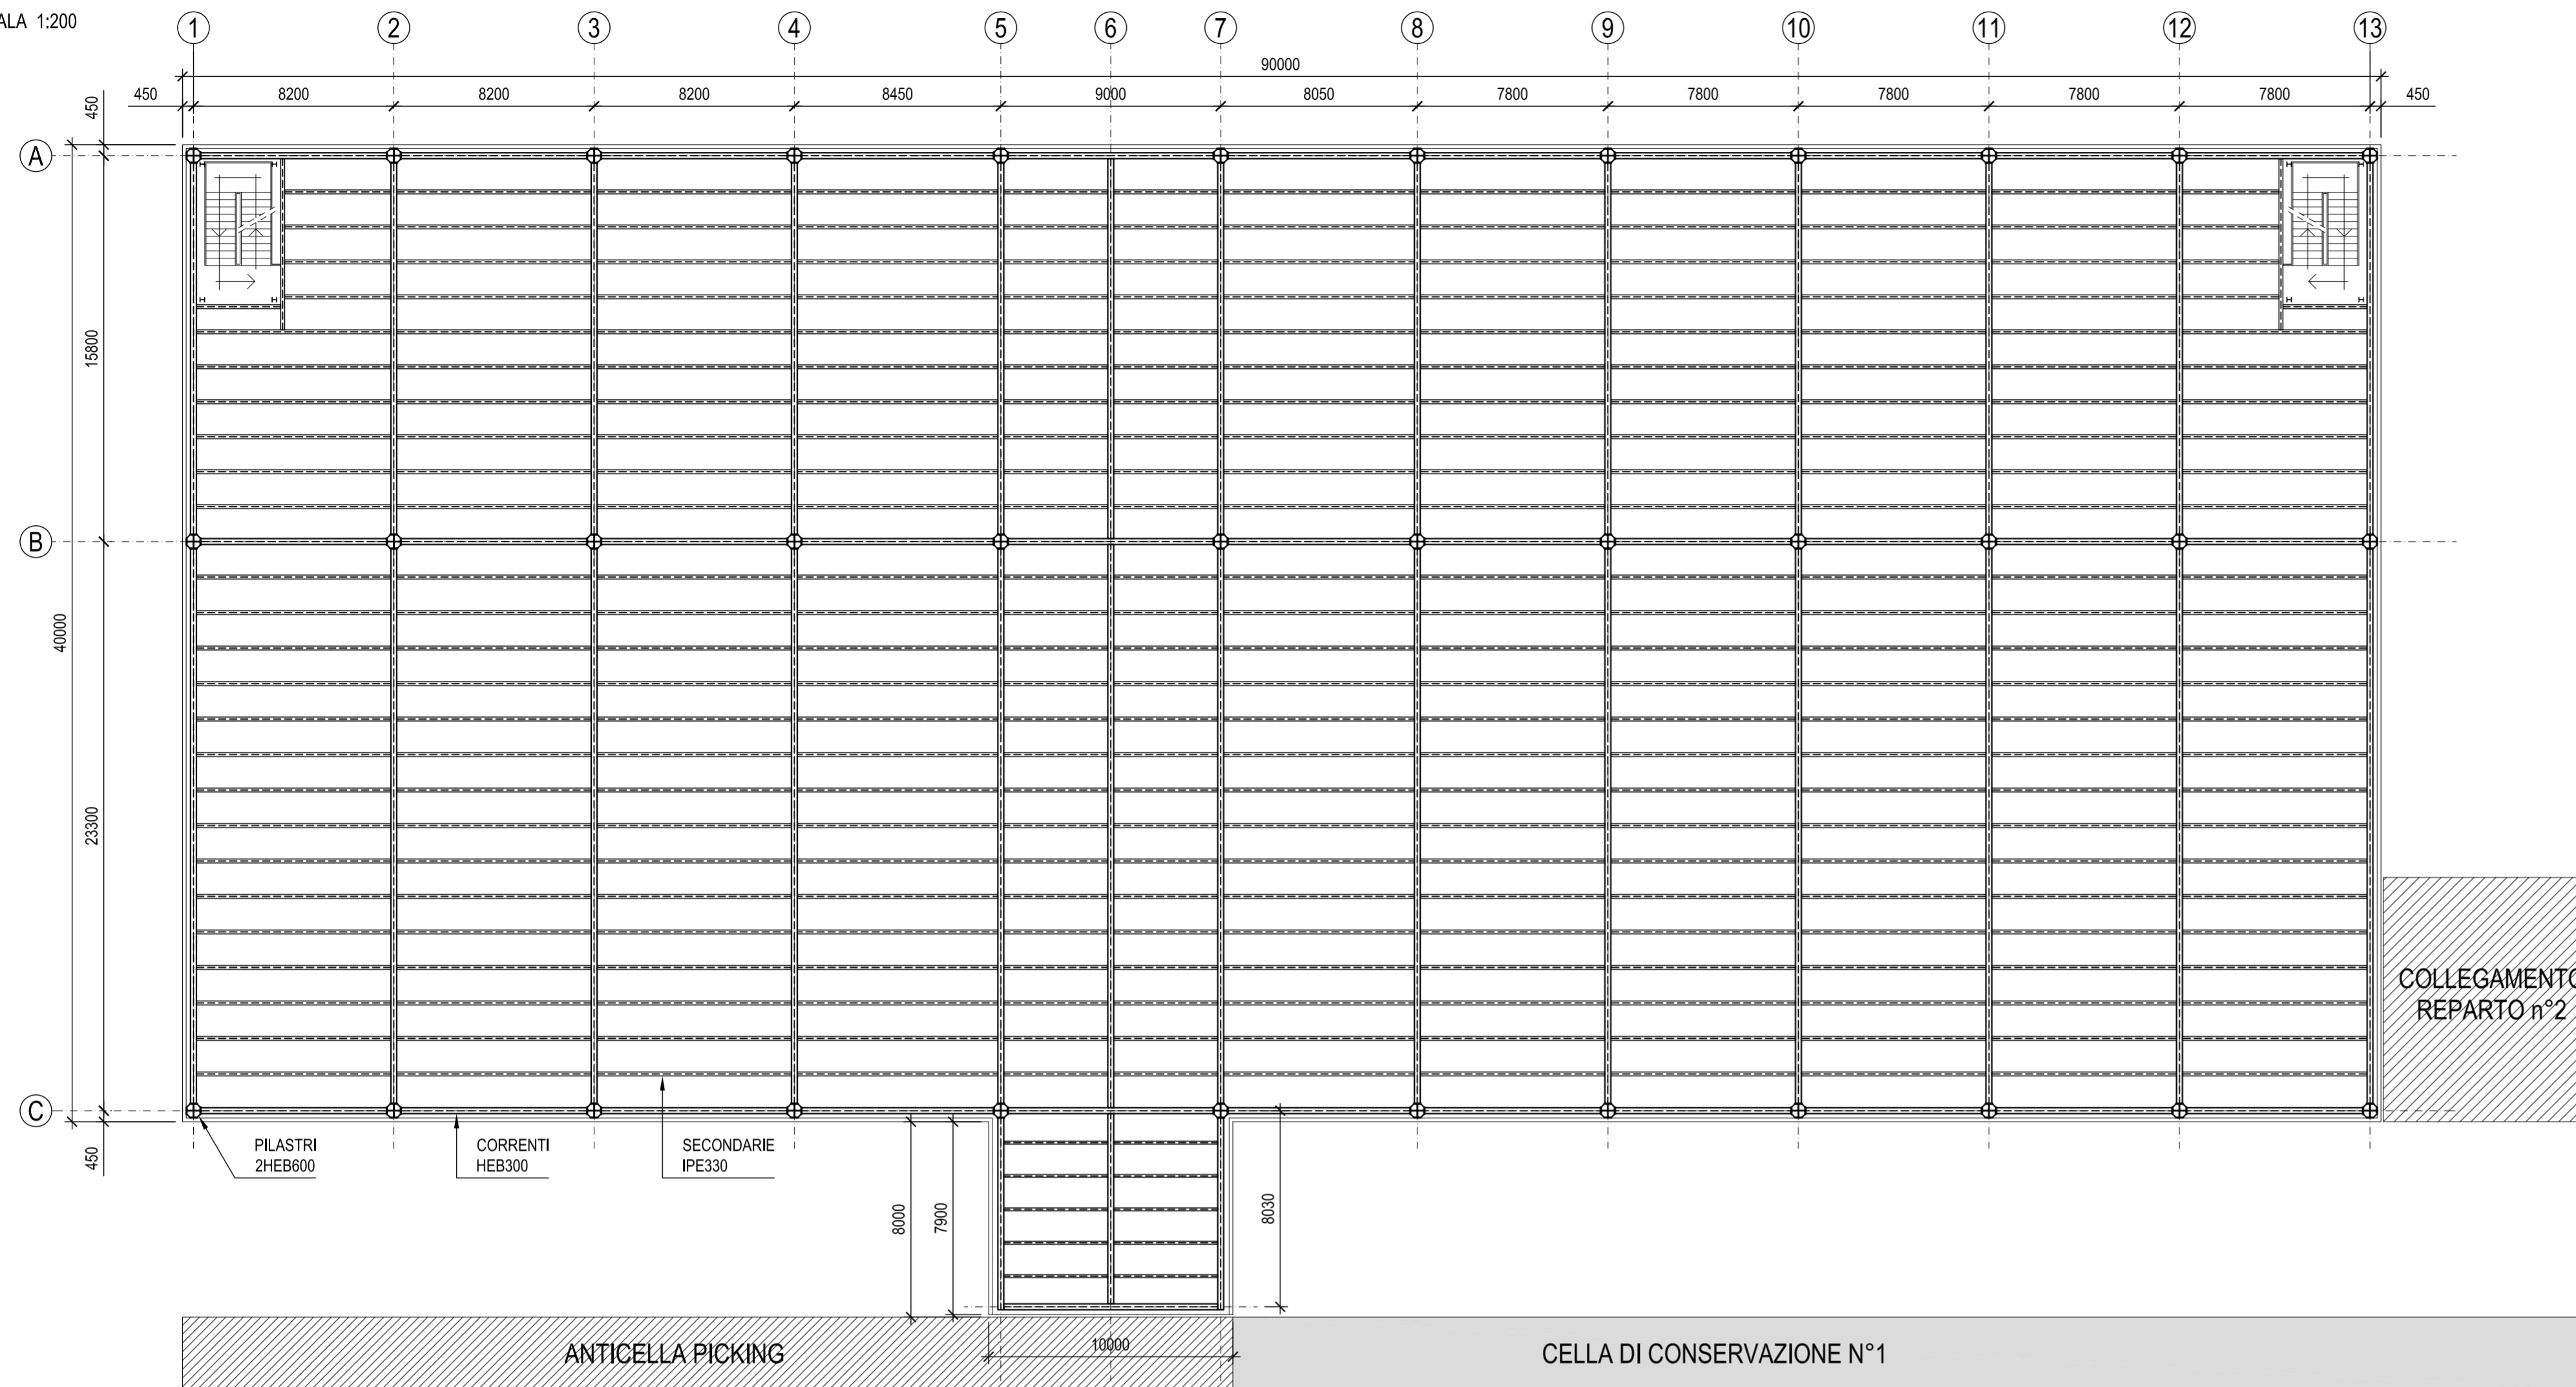 ALA 1:200
1 2 3 4 5 6 7 8 9 10 11 12 13
90000
450 8200 8200 8200 8450 9000 8050 7800 7800 7800 7800 7800 450
450
A
15800
B
40000
23300
C
450
PILASTRI
2HEB600
CORRENTI
HEB300
SECONDARIE
IPE330
8000
7900
8030
COLLEGAMENTO
REPARTO n°2
ANTICELLA PICKING
10000
CELLA DI CONSERVAZIONE N°1